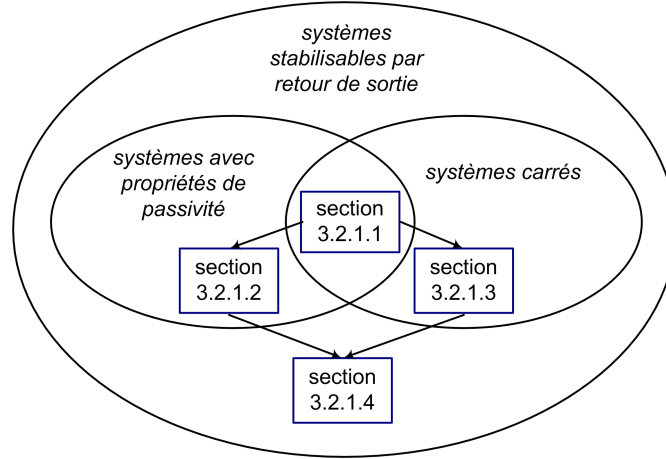 systèmes
stabilisables par
retour de sortie
systèmes avec
propriétés de
passivité
systèmes carrés
section
3.2.1.1
section
3.2.1.2
section
3.2.1.3
section
3.2.1.4